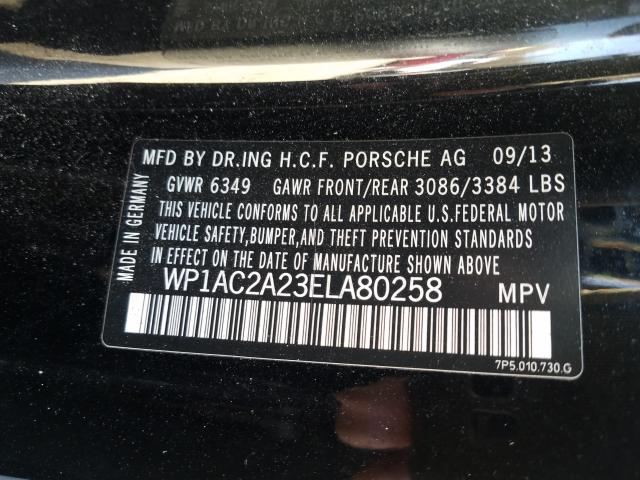 MFD BY DR.ING H.C.F. PORSCHE AG 09/13
GVWR 6349 GAWR FRONT/REAR 3086/3384 LBS
THIS VEHICLE CONFORMS TO ALL APPLICABLE U.S.FEDERAL MOTOR
VEHICLE SAFETY,BUMPER,AND THEFT PREVENTION STANDARDS
IN EFFECT ON THE DATE OF MANUFACTURE SHOWN ABOVE.
WP1AC2A23ELA80258 MPV
7P5.010.730.G
MADE IN GERMANY